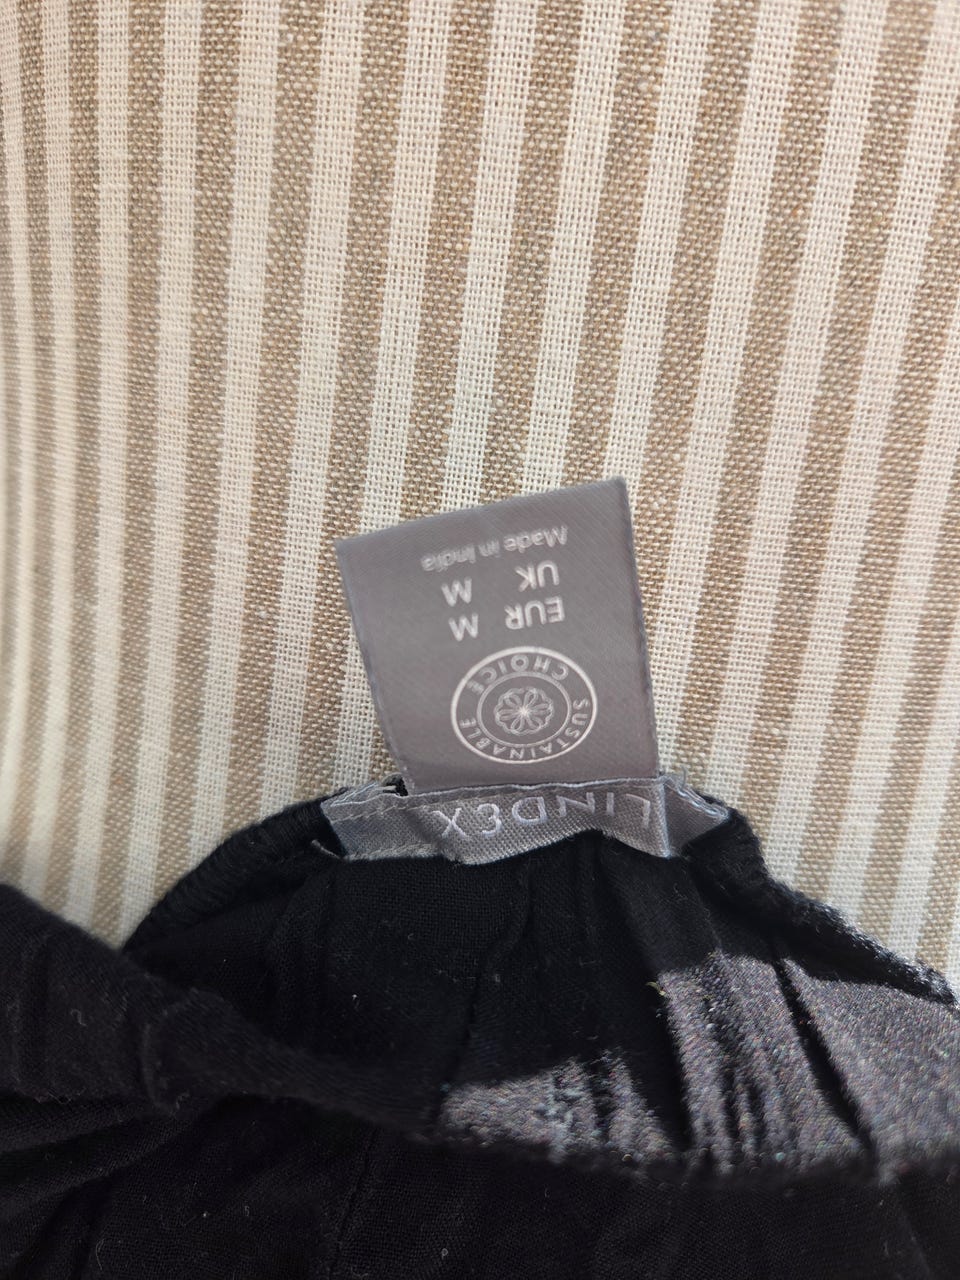 LINDEX
SUSTAINABLE
CHOICE
EUR M
UK M
Made in India